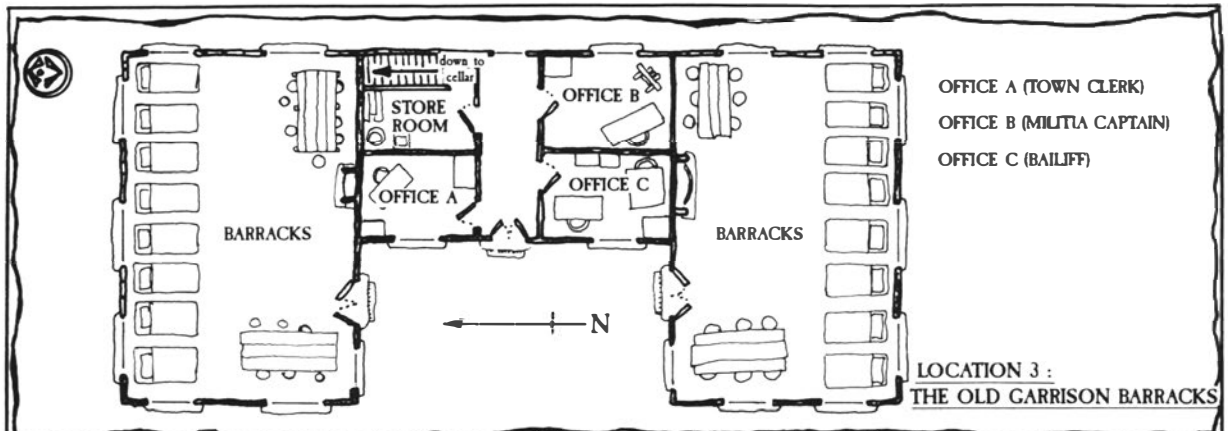 down to
cellar
STORE
ROOM
OFFICE B
OFFICE A
OFFICE C
BARRACKS
BARRACKS
N
OFFICE A (TOWN CLERK)
OFFICE B (MILITIA CAPTAIN)
OFFICE C (BAILIFF)
LOCATION 3 :
THE OLD GARRISON BARRACKS